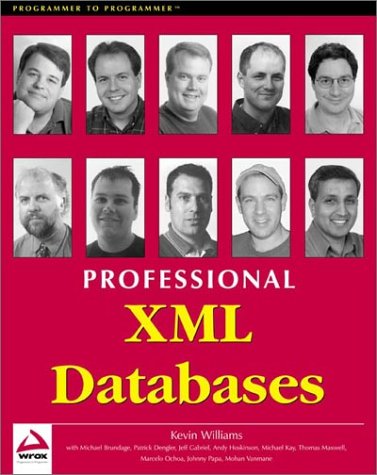 PROGRAMMER TO PROGRAMMER™
PROFESSIONAL
XML
Databases
Kevin Williams
with Michael Brundage, Patrick Dengler, Jeff Gabriel, Andy Hoskinson, Michael Kay, Thomas Maxwell,
Marcelo Ochoa, Johnny Papa, Mohan Vanmane
wrox